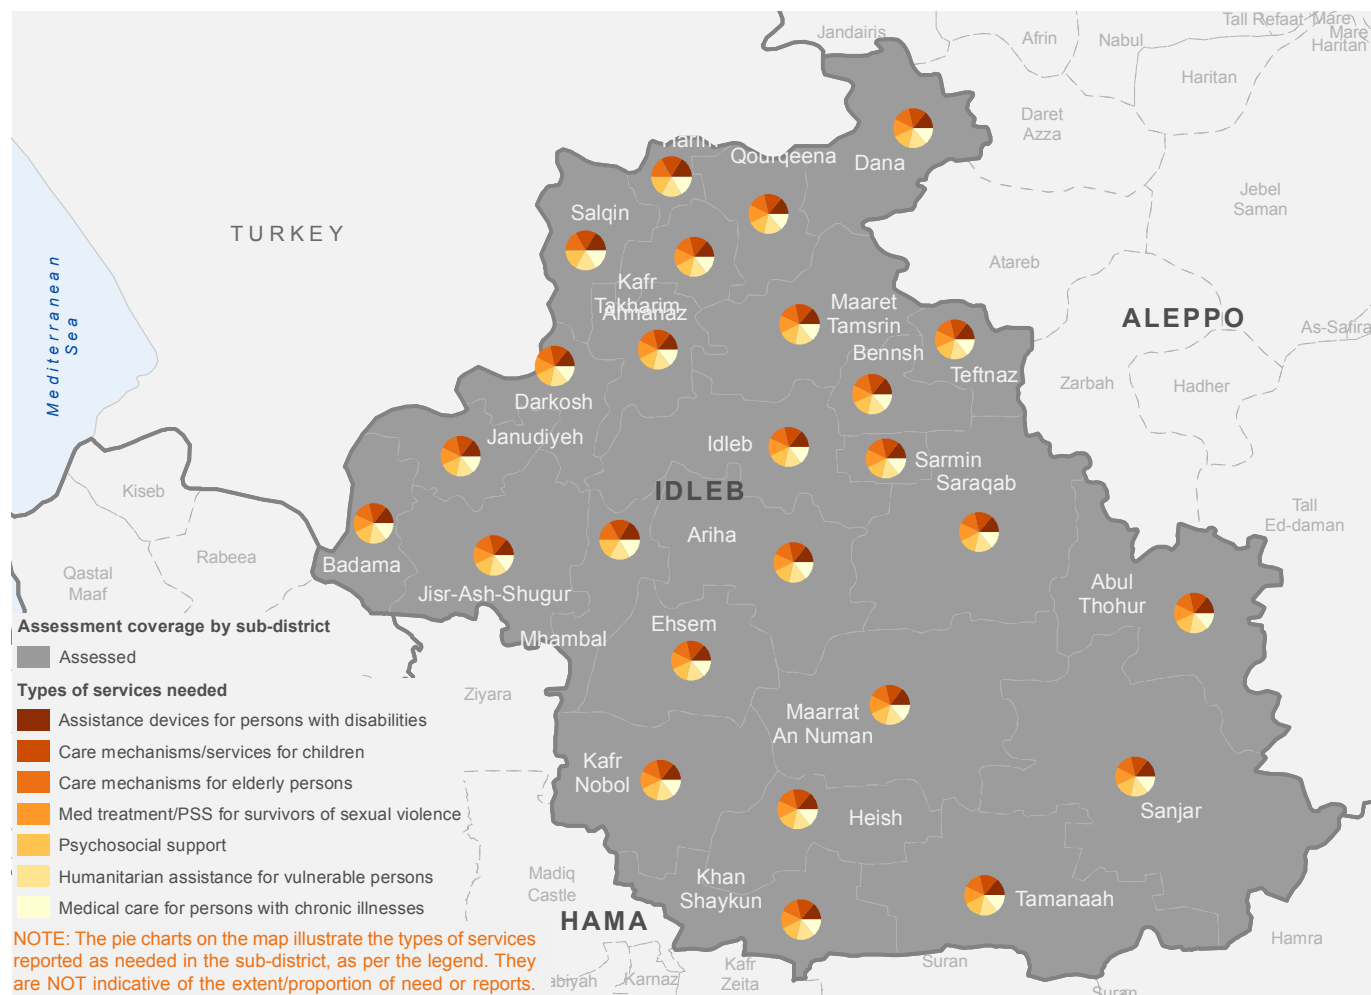 Jandairis
Afrin
Nabul
Tall Refaat
Mare
Mare
Haritan
Haritan
Daret
Azza
Harim
Qourqeena
Dana
Jebel
Saman
Salqin
TURKEY
Atareb
Kafr
Takharim
Armanaz
Maaret
Tamsrin
ALEPPO
As-Safira
Mediterranean
Sea
Bennsh
Teftnaz
Zarbah
Hadher
Darkosh
Janudiyeh
Idleb
Sarmin
Saraqab
Kiseb
IDLEB
Tall
Ed-daman
Ariha
Rabeea
Badama
Qastal
Maaf
Jisr-Ash-Shugur
Abul
Thohur
Mhambal
Ehsem
Ziyara
Maarrat
An Numan
Kafr
Nobol
Heish
Sanjar
Madiq
Castle
Khan
Shaykun
Tamanaah
HAMA
Hamra
Kafr
Zeita
Suran
abiyah
Karnaz
Suran
Assessment coverage by sub-district
Assessed
Types of services needed
Assistance devices for persons with disabilities
Care mechanisms/services for children
Care mechanisms for elderly persons
Med treatment/PSS for survivors of sexual violence
Psychosocial support
Humanitarian assistance for vulnerable persons
Medical care for persons with chronic illnesses
NOTE: The pie charts on the map illustrate the types of services
reported as needed in the sub-district, as per the legend. They
are NOT indicative of the extent/proportion of need or reports.